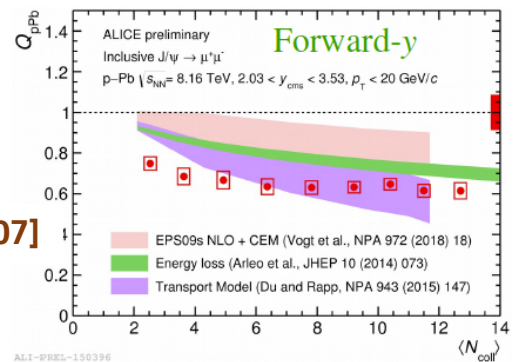 Q_pPb
1.4
1.2
1
0.8
0.6
0.2
0
ALICE preliminary
Forward-y
Inclusive J/ψ → μ⁺μ⁻
p−Pb √s_NN = 8.16 TeV, 2.03 < y_cms < 3.53, p_T < 20 GeV/c
07]
4
EPS09s NLO + CEM (Vogt et al., NPA 972 (2018) 18)
Energy loss (Arleo et al., JHEP 10 (2014) 073)
Transport Model (Du and Rapp, NPA 943 (2015) 147)
0 2 4 6 8 10 12 14
⟨N_coll⟩
ALI-PREL-150396